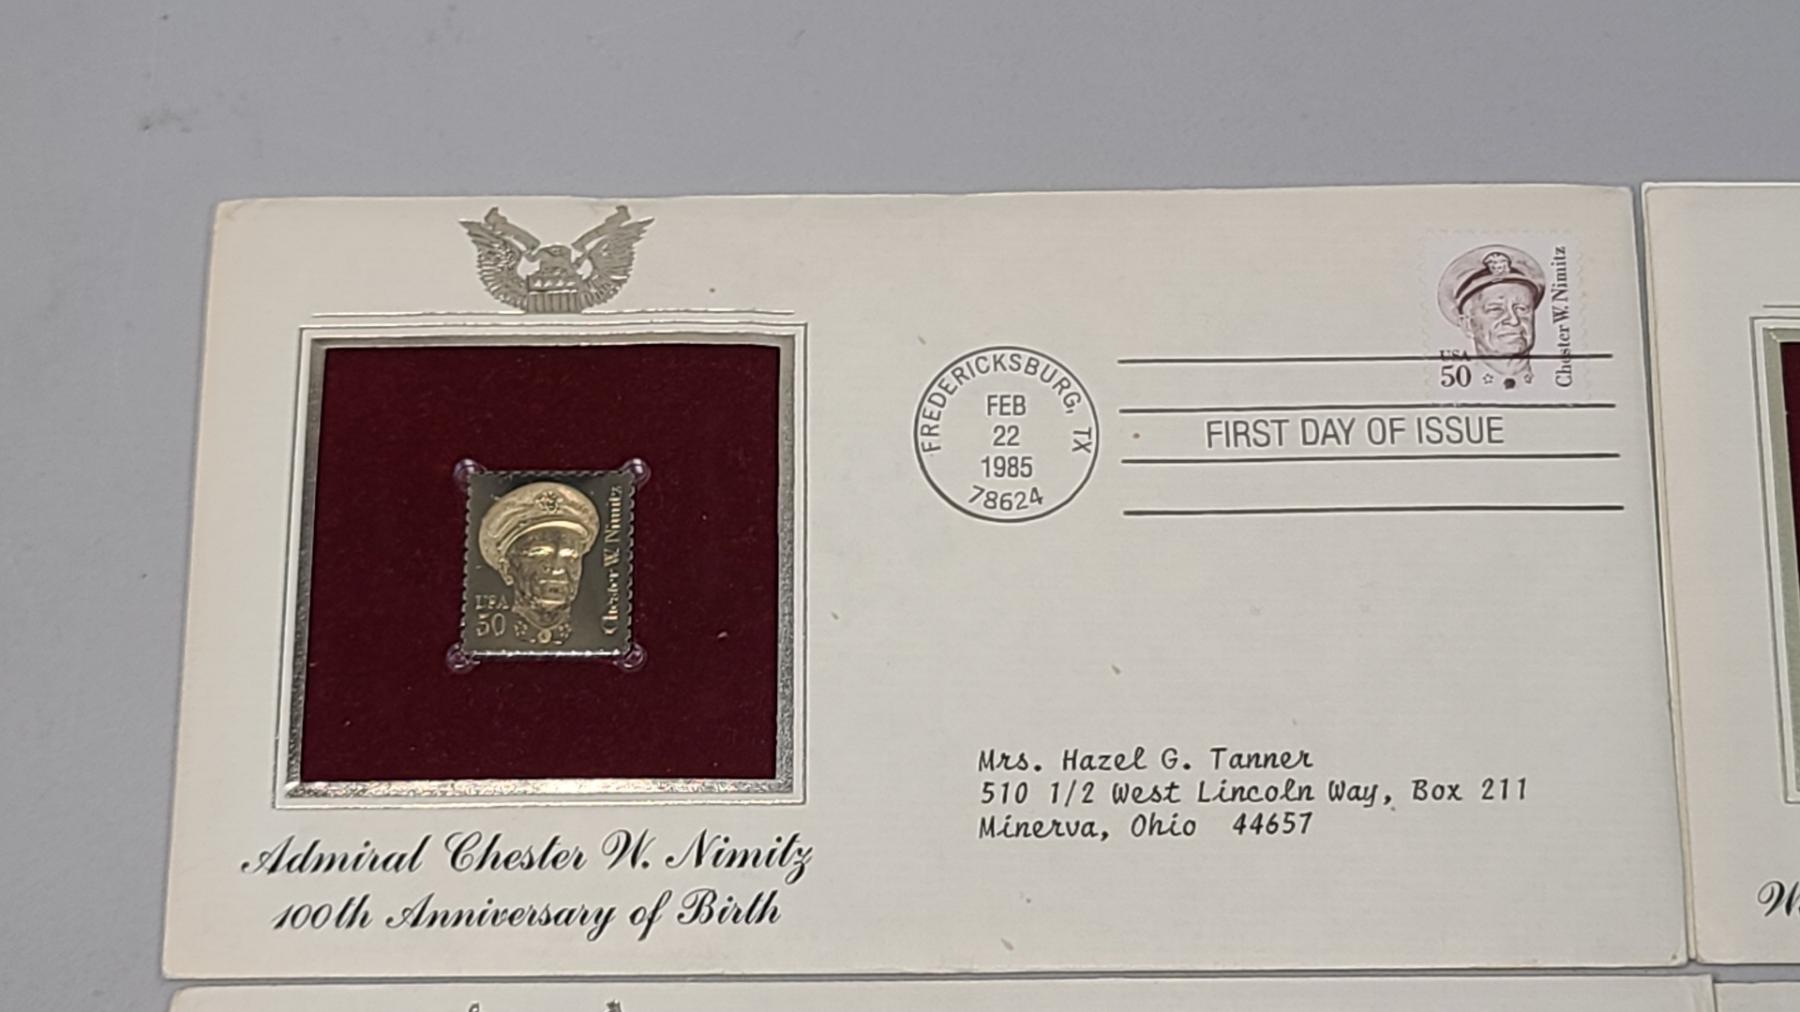 Chester W. Nimitz
USA
50
FREDERICKSBURG, TX
FEB
22
1985
78624
FIRST DAY OF ISSUE
Chester W. Nimitz
USA
50
Mrs. Hazel G. Tanner
510 1/2 West Lincoln Way, Box 211
Minerva, Ohio 44657
Admiral Chester W. Nimitz
100th Anniversary of Birth